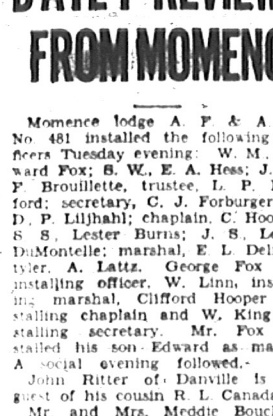 DAILY REVIEW
FROM MOMENC
Momence lodge A. F. & A.
No. 481 installed the following
ficers Tuesday evening: W. M.,
ward Fox; S. W., E. A. Hess; J.
F. Brouillette, trustee, L. P.
ford; secretary, C. J. Forburger
D. P. Liljhahl; chaplain, C. Hoo
S. S., Lester Burns; J. S., L
DuMontelle; marshal, E. L. Del
tyler, A. Lattz. George Fox
installing officer, W. Linn, ins
ing marshal, Clifford Hooper
stalling chaplain and W. King
stalling secretary. Mr. Fox
stalled his son Edward as ma
A social evening followed.-
John Ritter of Danville is
guest of his cousin R. L. Canad
Mr. and Mrs. Meddie Bouc